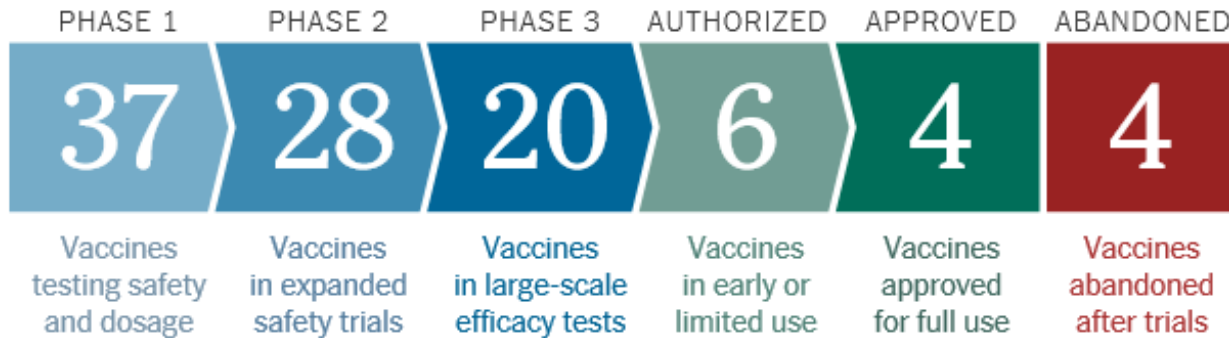 PHASE 1 PHASE 2 PHASE 3 AUTHORIZED APPROVED ABANDONED
37 28 20 6 4 4
Vaccines Vaccines Vaccines Vaccines Vaccines Vaccines
testing safety in expanded in large-scale in early or approved abandoned
and dosage safety trials efficacy tests limited use for full use after trials